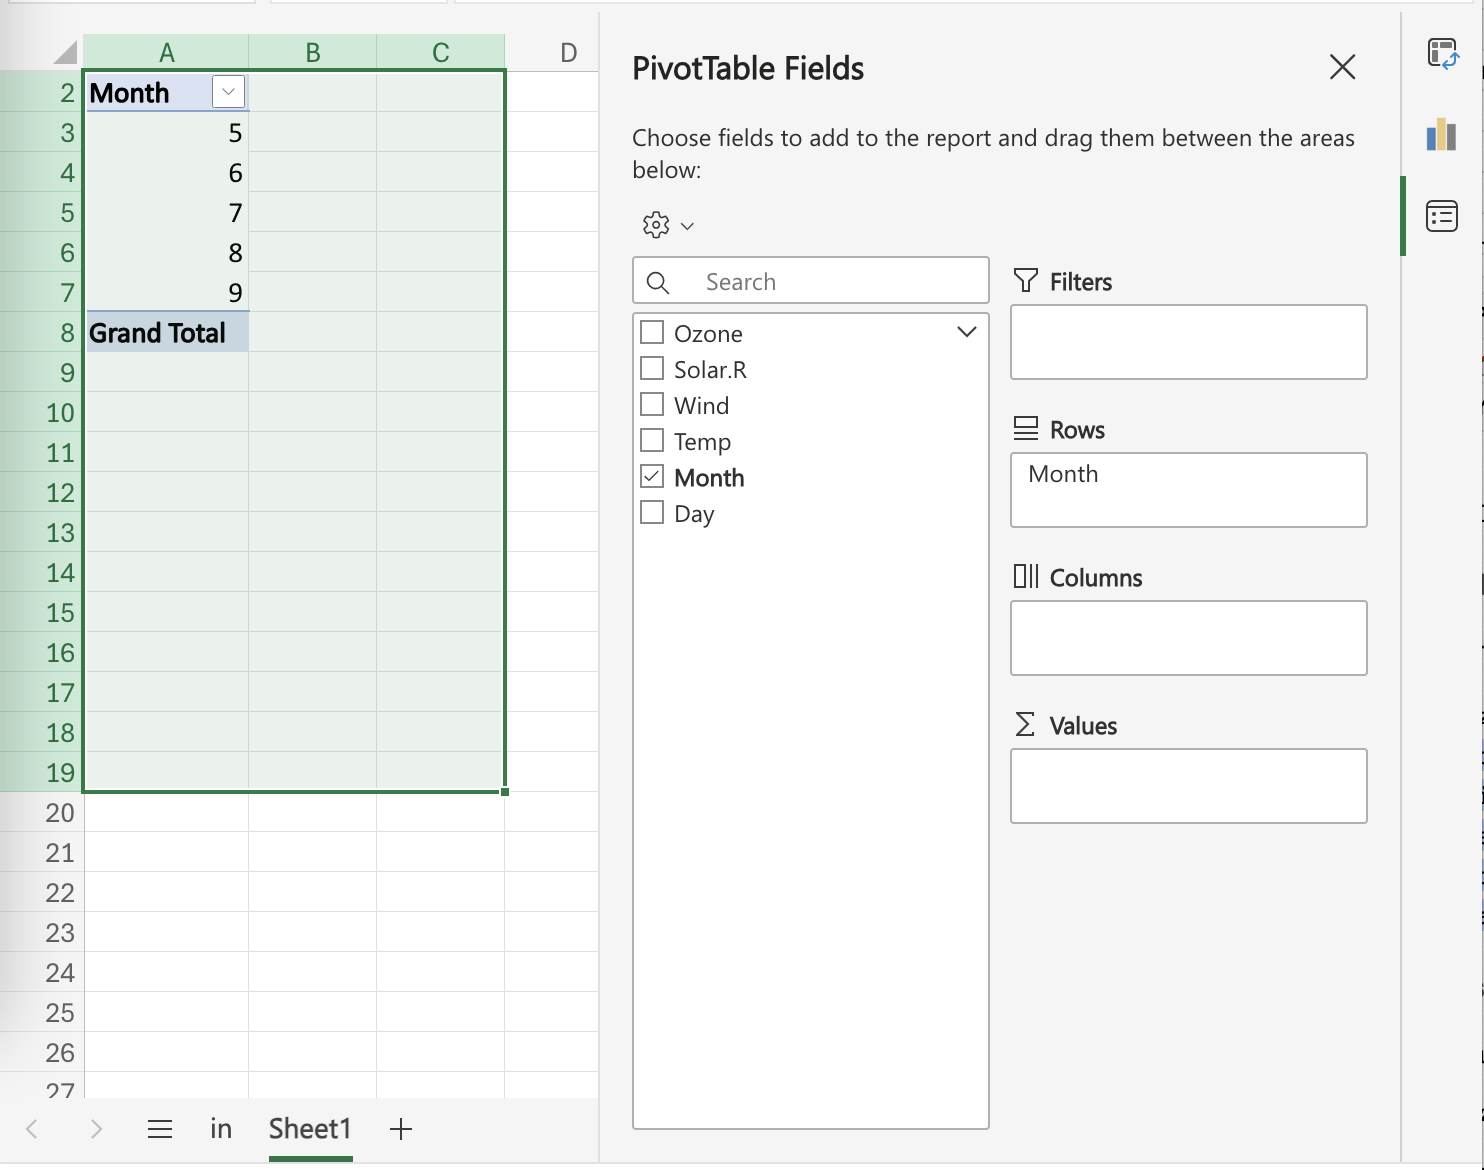 A B C D
2 Month
3 5
4 6
5 7
6 8
7 9
8 Grand Total
9
10
11
12
13
14
15
16
17
18
19
20
21
22
23
24
25
26
27
in Sheet1
PivotTable Fields
Choose fields to add to the report and drag them between the areas
below:
Search
Ozone
Solar.R
Wind
Temp
Month
Day
Filters
Rows
Month
Columns
Values